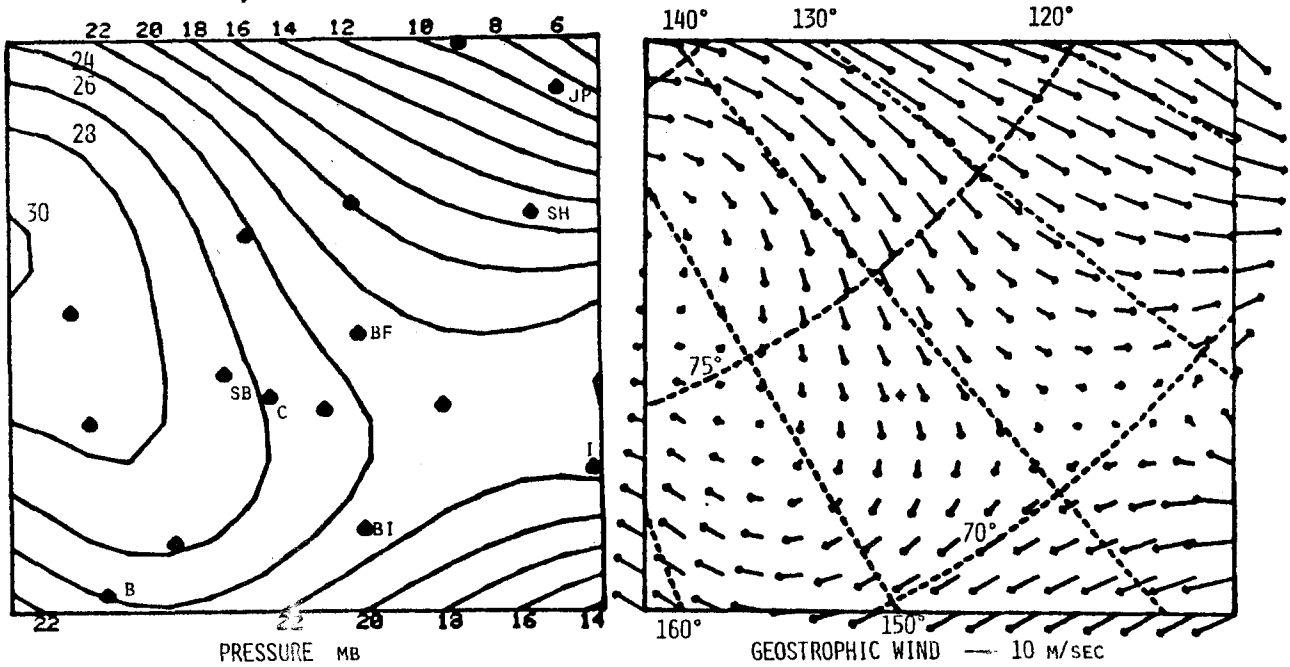 22 20 18 16 14 12 10 8 6
24
26
28
30
JP
SH
BF
SB
C
I
BI
B
22 22 20 18 16 14
PRESSURE MB
140° 130° 120°
75°
70°
160° 150°
GEOSTROPHIC WIND — 10 M/SEC